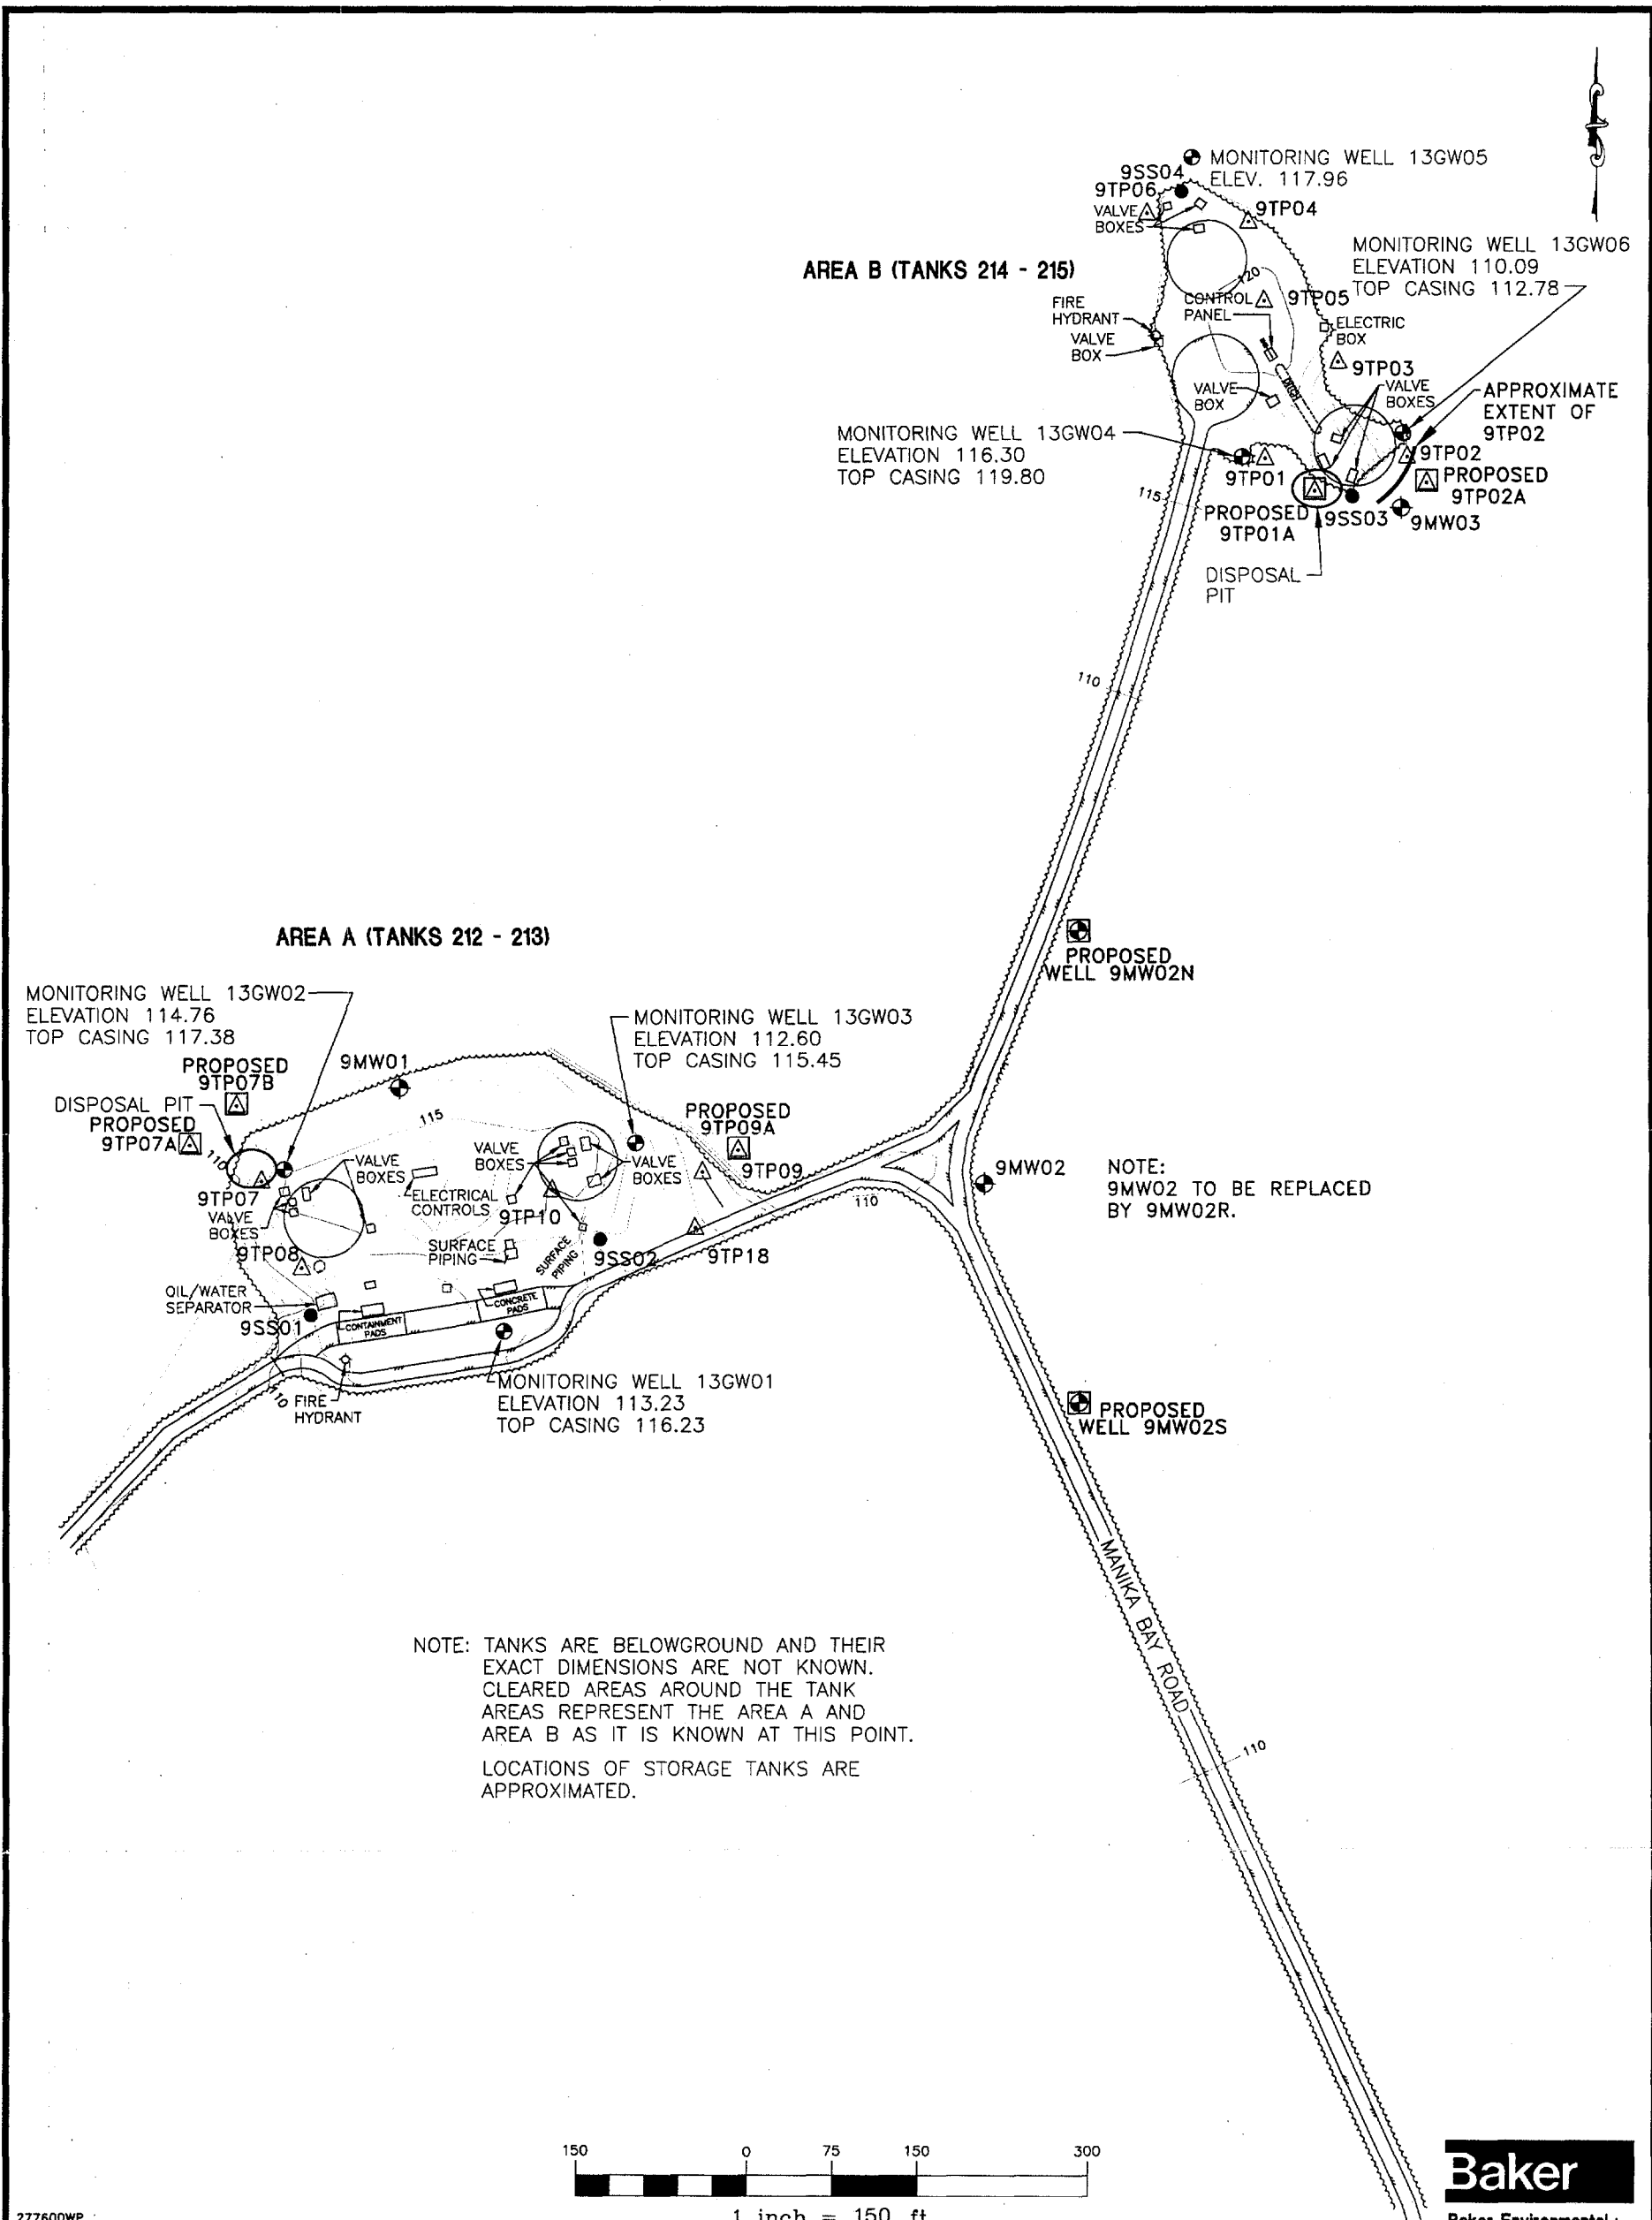 MONITORING WELL 13GW05
ELEV. 117.96
9SS04
9TP06
VALVE
BOXES
9TP04
MONITORING WELL 13GW06
ELEVATION 110.09
TOP CASING 112.78
AREA B (TANKS 214 - 215)
120
FIRE
HYDRANT
VALVE
BOX
CONTROL
PANEL
9TP05
ELECTRIC
BOX
9TP03
VALVE
BOXES
APPROXIMATE
EXTENT OF
9TP02
VALVE
BOX
DITCH
MONITORING WELL 13GW04
ELEVATION 116.30
TOP CASING 119.80
9TP01
9TP02
PROPOSED
9TP02A
115
PROPOSED
9TP01A
9SS03
9MW03
DISPOSAL
PIT
110
AREA A (TANKS 212 - 213)
PROPOSED
WELL 9MW02N
MONITORING WELL 13GW02
ELEVATION 114.76
TOP CASING 117.38
MONITORING WELL 13GW03
ELEVATION 112.60
TOP CASING 115.45
PROPOSED
9TP07B
9MW01
DISPOSAL PIT
PROPOSED
9TP07A
110
115
PROPOSED
9TP09A
VALVE
BOXES
VALVE
BOXES
VALVE
BOXES
9TP09
9MW02
NOTE:
9MW02 TO BE REPLACED
BY 9MW02R.
9TP07
VALVE
BOXES
ELECTRICAL
CONTROLS
9TP10
110
9TP08
SURFACE
PIPING
SURFACE
PIPING
9SS02
9TP18
OIL/WATER
SEPARATOR
9SS01
CONTAINMENT
PADS
CONCRETE
PADS
110
FIRE
HYDRANT
MONITORING WELL 13GW01
ELEVATION 113.23
TOP CASING 116.23
PROPOSED
WELL 9MW02S
MANIKA BAY ROAD
NOTE: TANKS ARE BELOWGROUND AND THEIR
EXACT DIMENSIONS ARE NOT KNOWN.
CLEARED AREAS AROUND THE TANK
AREAS REPRESENT THE AREA A AND
AREA B AS IT IS KNOWN AT THIS POINT.
LOCATIONS OF STORAGE TANKS ARE
APPROXIMATED.
110
150 0 75 150 300
1 inch = 150 ft
Baker
277600WP
Baker Environmental